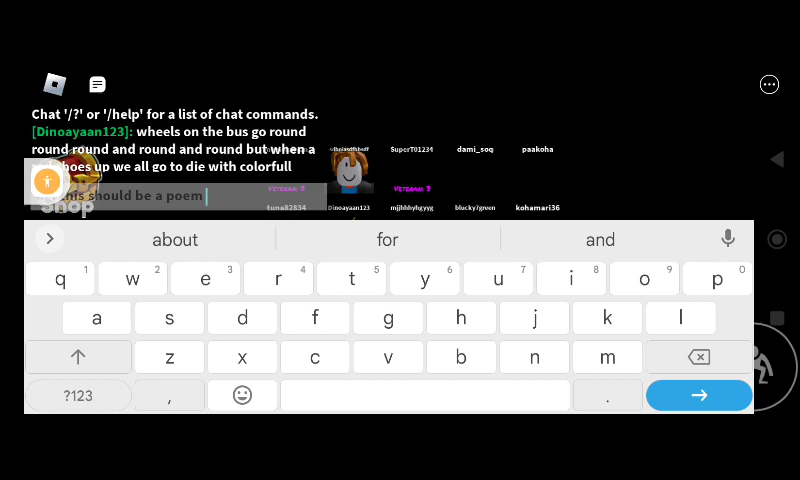 Chat '/?' or '/help' for a list of chat commands.
[Dinoayaan123]: wheels on the bus go round
round round and round and round but when a
hoes up we all go to die with colorfull
SuperT01234 dami_soq paakoha
this should be a poem
Veteran 3 Veteran 3
Shop
tuna82834 Dinoayaan123 mjjhhhyhgyyg blucky7green kohamari36
about for and
q 1 w 2 e 3 r 4 t 5 y 6 u 7 i 8 o 9 p 0
a s d f g h j k l
z x c v b n m
?123 , .